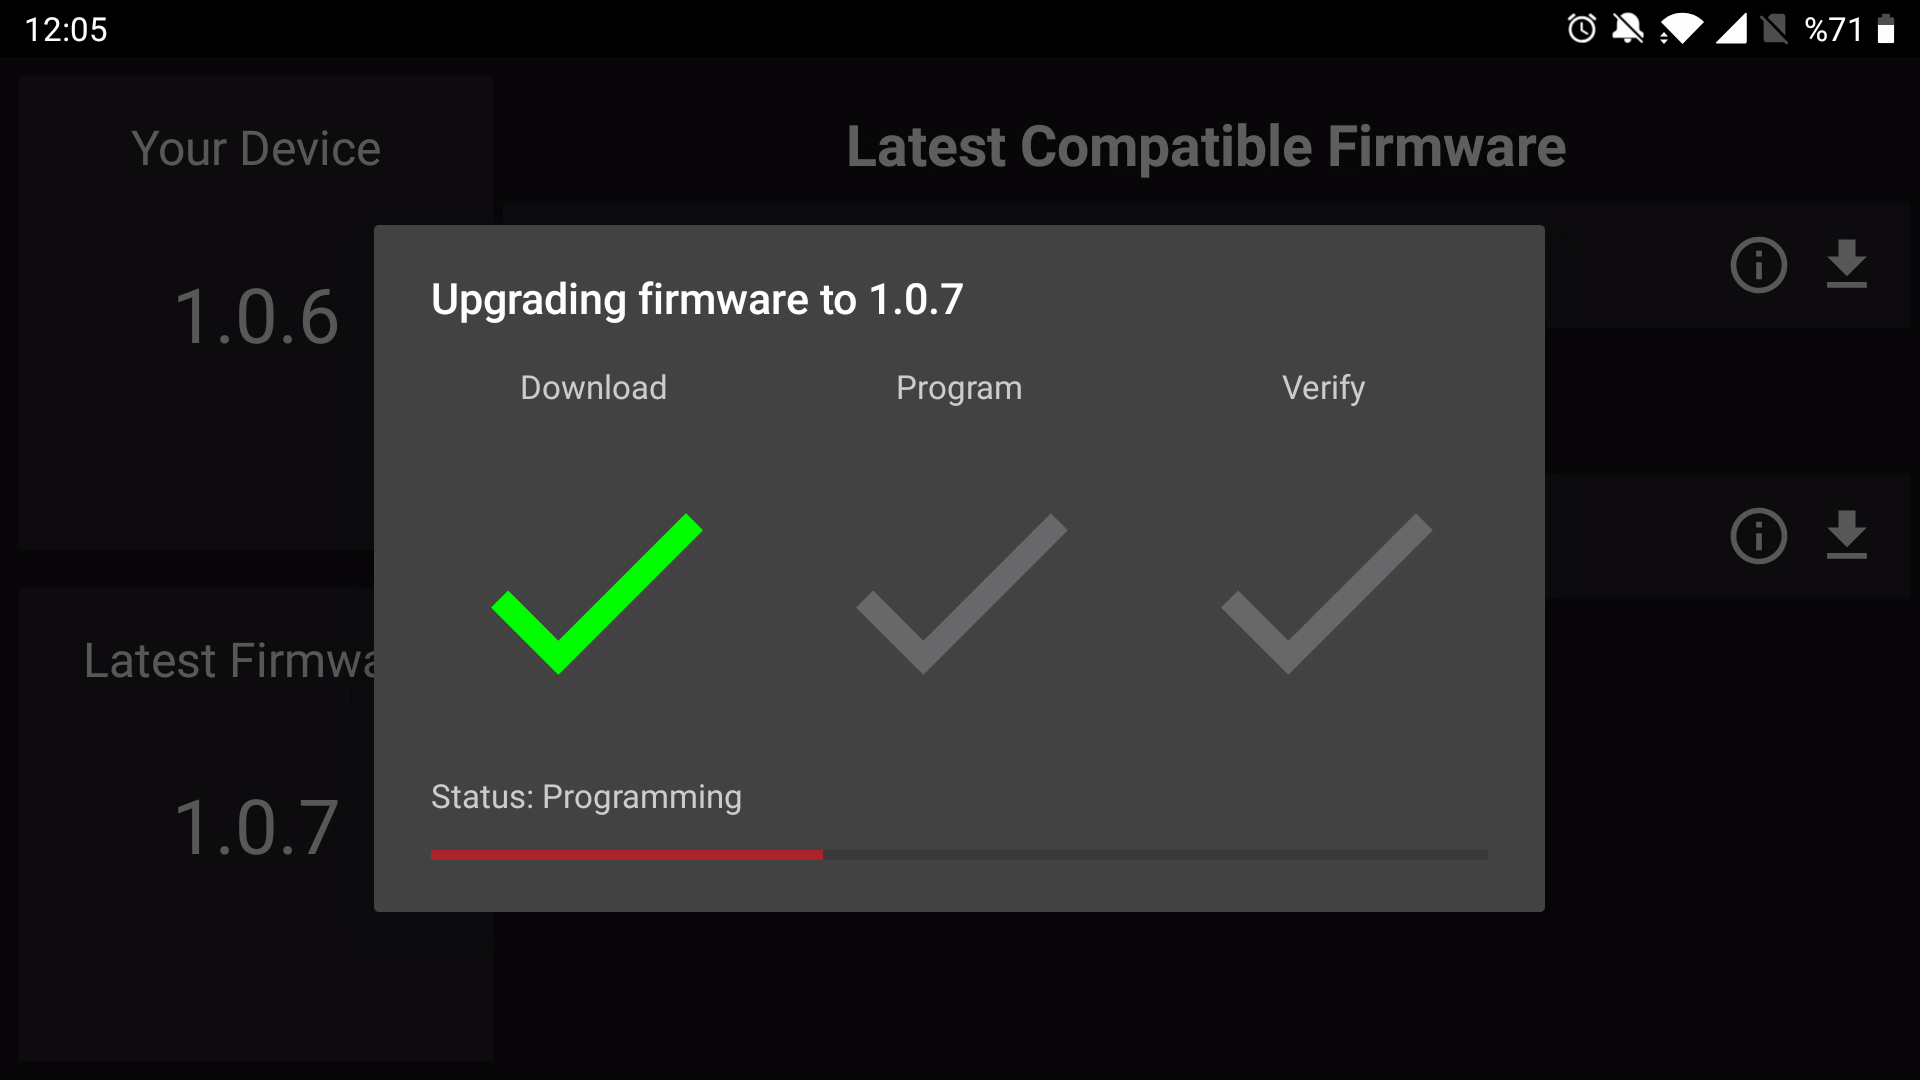 12:05
%71
Your Device
1.0.6
Latest Compatible Firmware
Upgrading firmware to 1.0.7
Download
Program
Verify
Status: Programming
Latest Firmwa
1.0.7